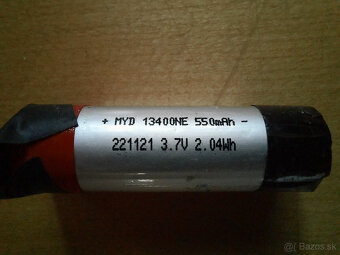 + MYD 13400NE 550mAh -
221121 3.7V 2.04Wh
Bazos.sk